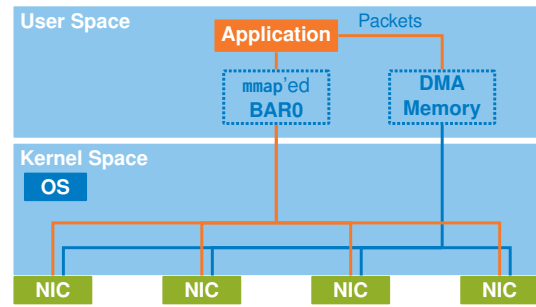 User Space
Application
Packets
mmap'ed
BAR0
DMA
Memory
Kernel Space
OS
NIC
NIC
NIC
NIC